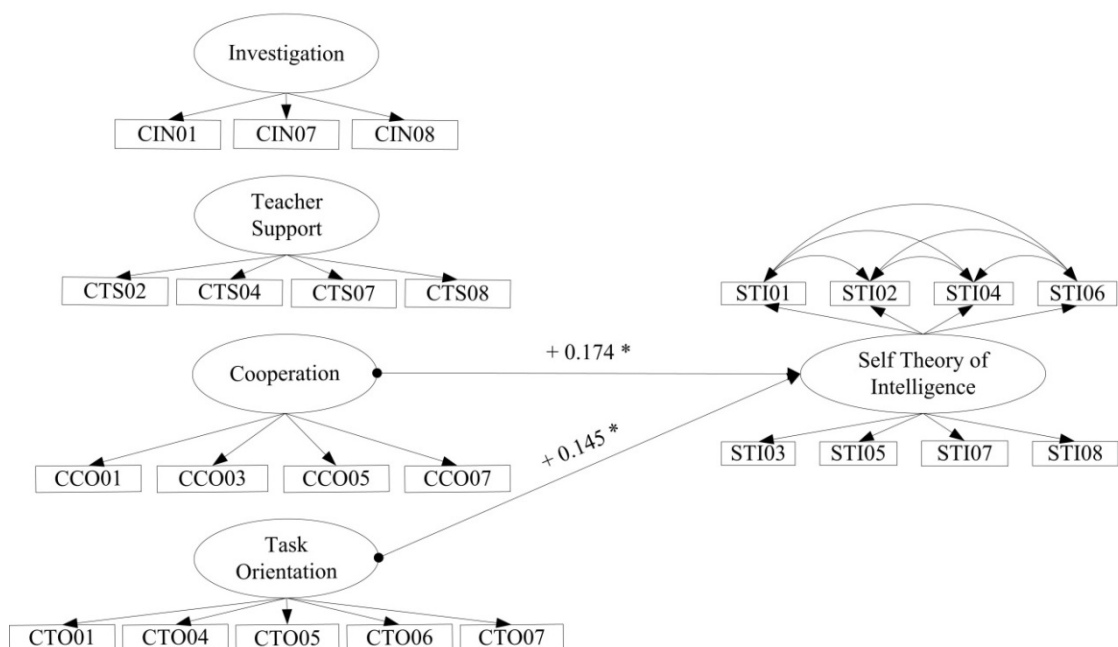 Investigation
CIN01
CIN07
CIN08
Teacher
Support
CTS02
CTS04
CTS07
CTS08
STI01
STI02
STI04
STI06
Cooperation
+ 0.174 *
Self Theory of
Intelligence
CCO01
CCO03
CCO05
CCO07
+ 0.145 *
STI03
STI05
STI07
STI08
Task
Orientation
CTO01
CTO04
CTO05
CTO06
CTO07